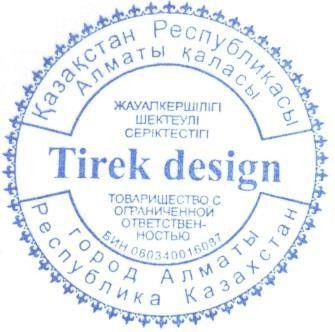 Қазақстан Республикасы
Алматы қаласы
ЖАУАПКЕРШІЛІГІ
ШЕКТЕУЛІ
СЕРІКТЕСТІГІ
Tirek design
ТОВАРИЩЕСТВО С
ОГРАНИЧЕННОЙ
ОТВЕТСТВЕН-
НОСТЬЮ
БИН 060340016087
город Алматы
Республика Казахстан